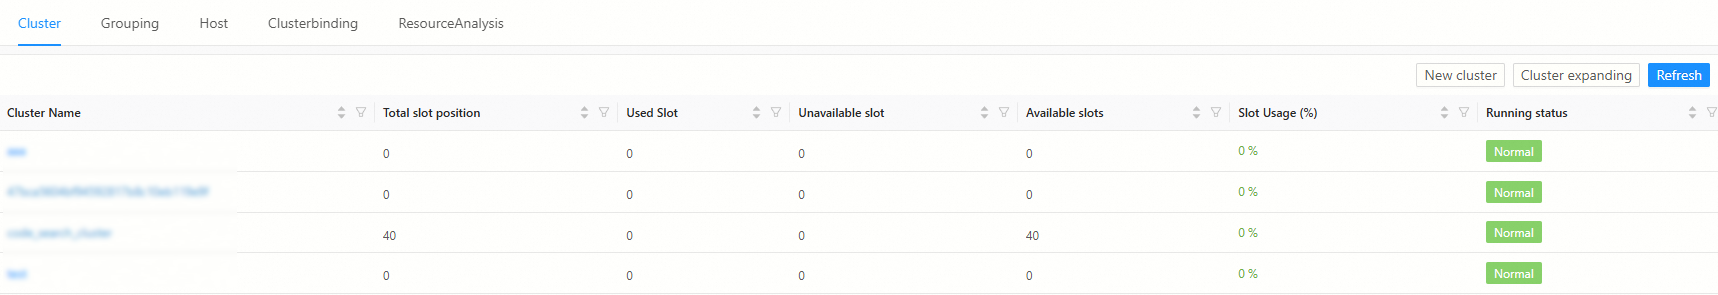 Cluster Grouping Host Clusterbinding ResourceAnalysis
New cluster Cluster expanding Refresh
Cluster Name Total slot position Used Slot Unavailable slot Available slots Slot Usage (%) Running status
0 0 0 0 0 % Normal
0 0 0 0 0 % Normal
code_search_cluster 40 0 0 40 0 % Normal
test 0 0 0 0 0 % Normal